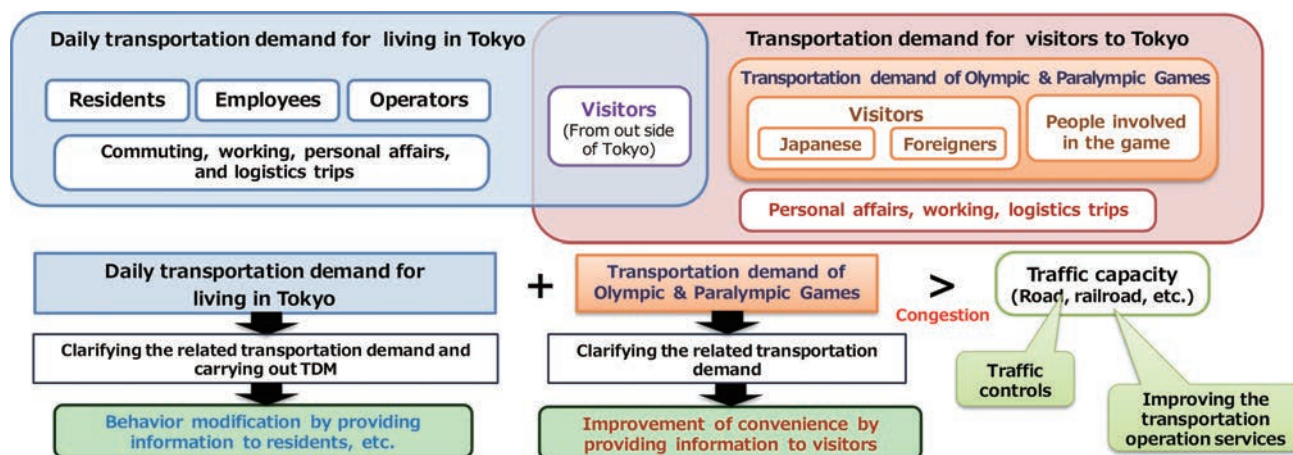 Daily transportation demand for living in Tokyo
Residents
Employees
Operators
Commuting, working, personal affairs,
and logistics trips
Visitors
(From out side
of Tokyo)
Transportation demand for visitors to Tokyo
Transportation demand of Olympic & Paralympic Games
Visitors
Japanese
Foreigners
People involved
in the game
Personal affairs, working, logistics trips
Daily transportation demand for
living in Tokyo
+
Transportation demand of
Olympic & Paralympic Games
>
Congestion
Traffic capacity
(Road, railroad, etc.)
Clarifying the related transportation demand and
carrying out TDM
Clarifying the related transportation
demand
Traffic
controls
Improving the
transportation
operation services
Behavior modification by providing
information to residents, etc.
Improvement of convenience by
providing information to visitors